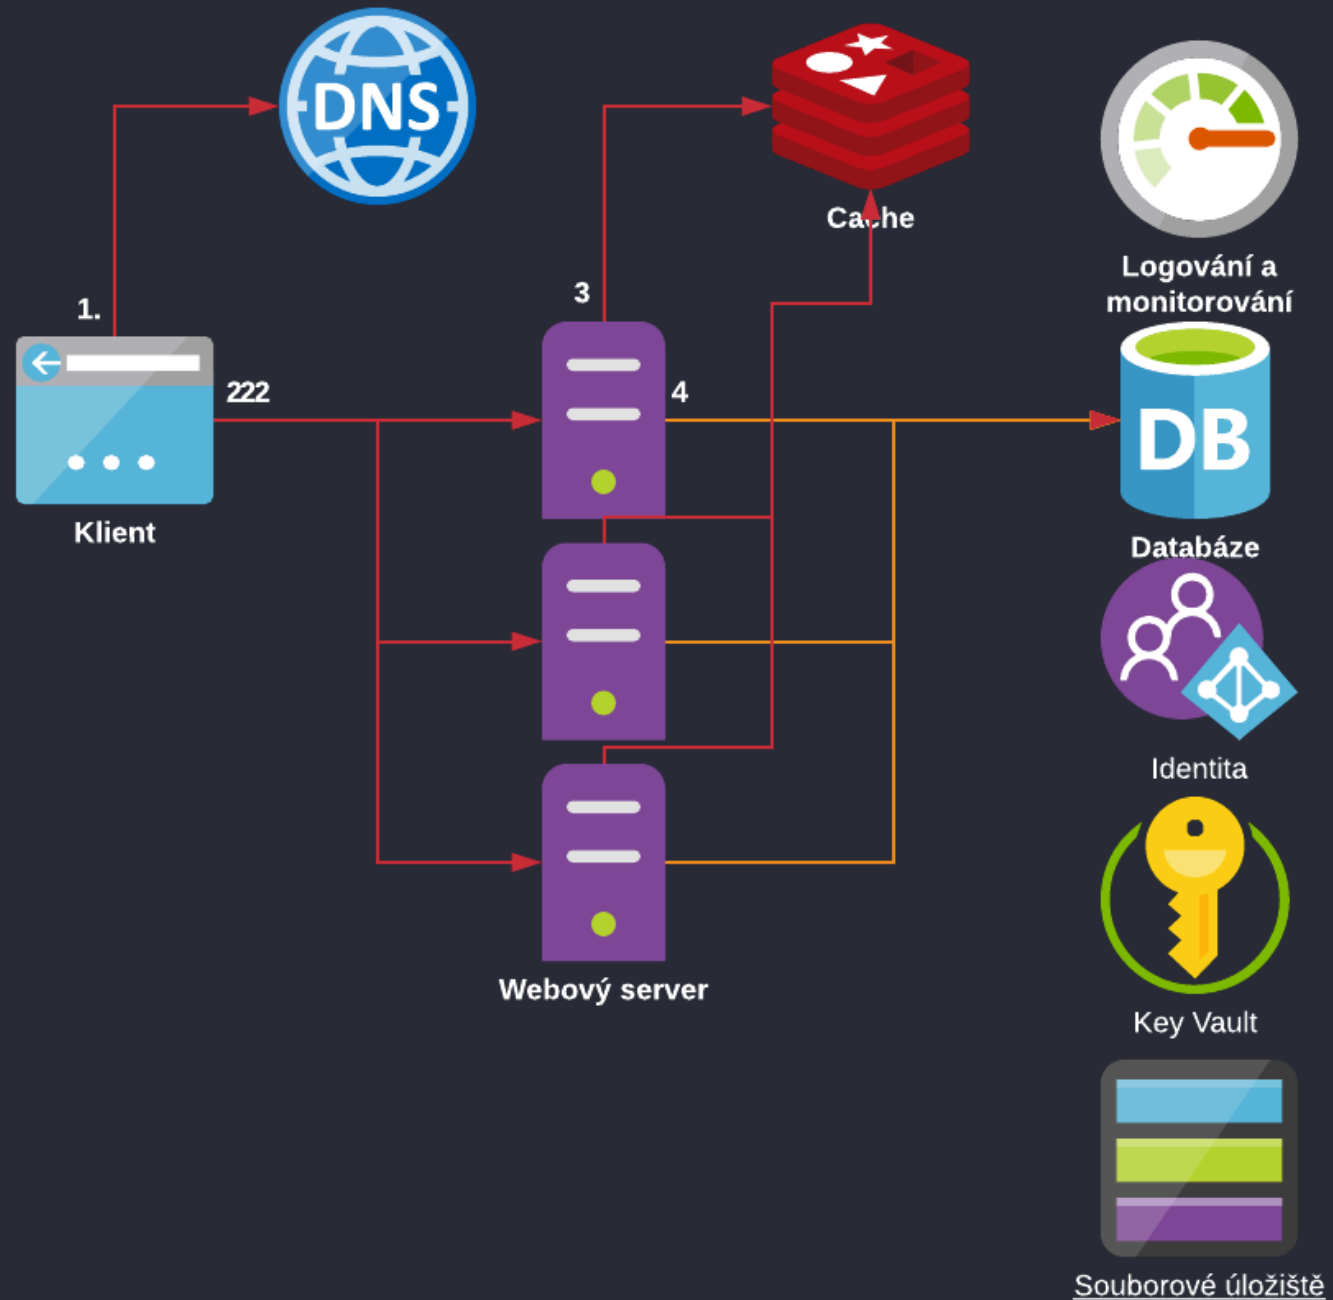 DNS
Cache
Logování a
monitorování
1.
3
222
4
DB
Klient
Databáze
Identita
Webový server
Key Vault
Souborové úložiště